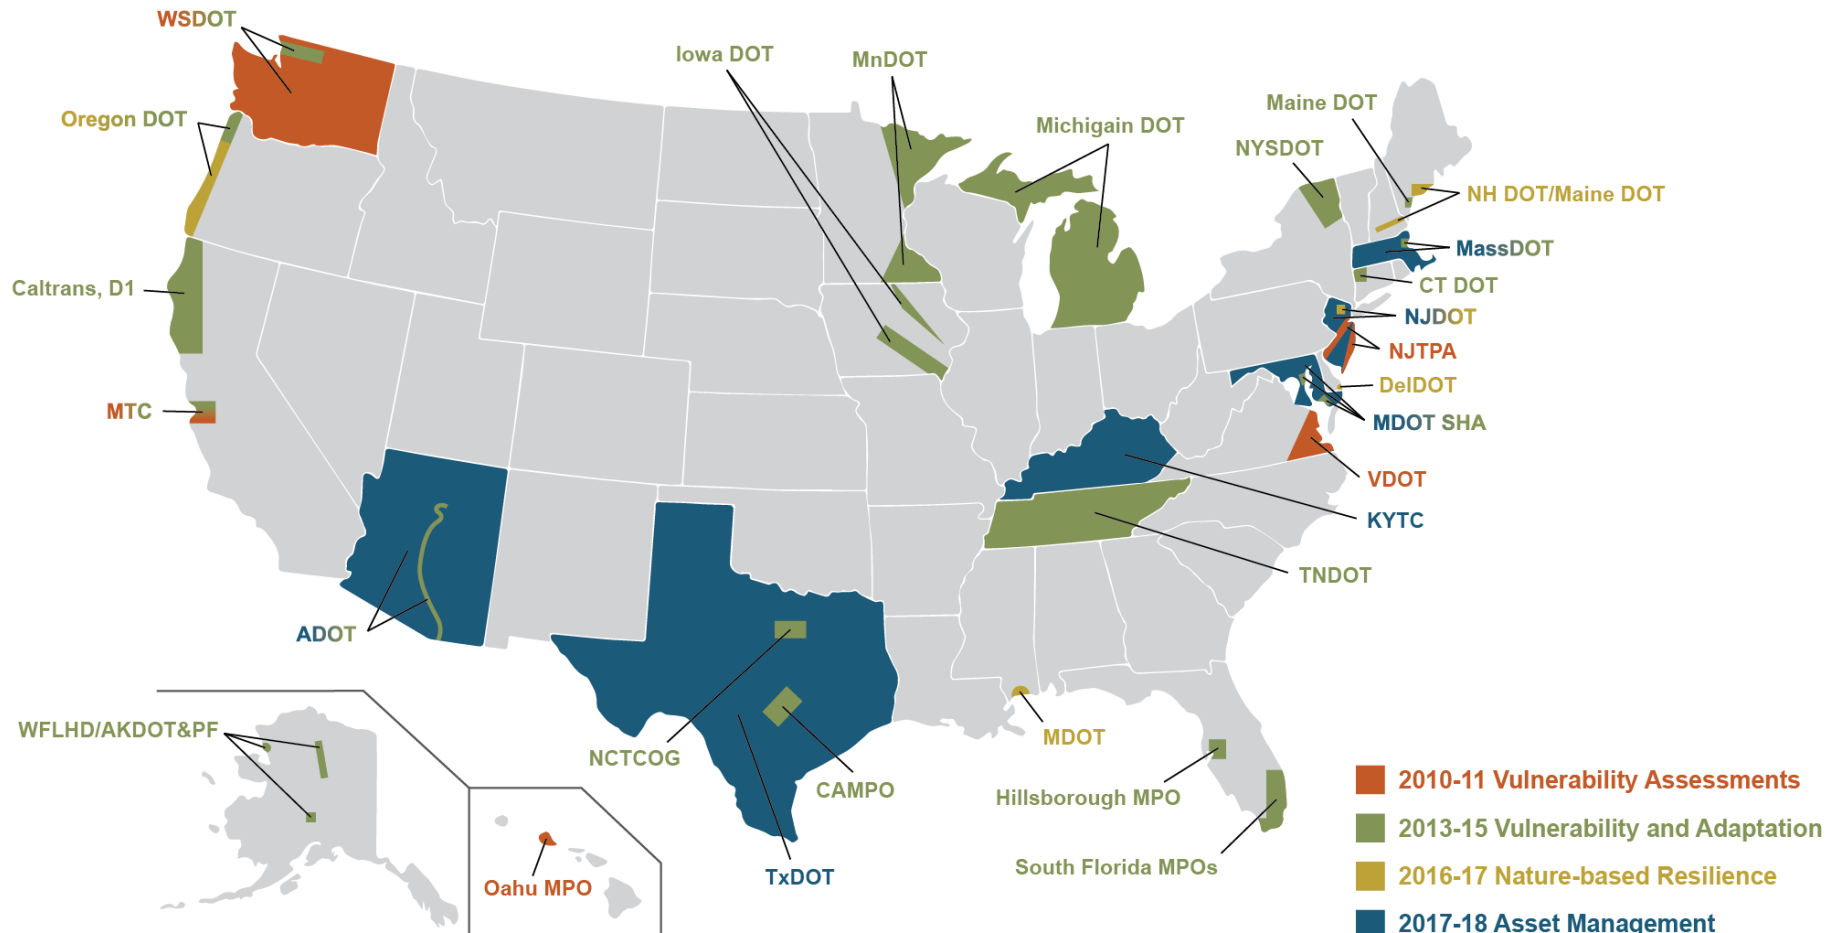 WSDOT
Iowa DOT
MnDOT
Maine DOT
Oregon DOT
Michigain DOT
NYSDOT
NH DOT/Maine DOT
MassDOT
Caltrans, D1
CT DOT
NJDOT
NJTPA
DelDOT
MTC
MDOT SHA
VDOT
KYTC
TNDOT
ADOT
WFLHD/AKDOT&PF
MDOT
NCTCOG
CAMPO
Hillsborough MPO
South Florida MPOs
TxDOT
Oahu MPO
2010-11 Vulnerability Assessments
2013-15 Vulnerability and Adaptation
2016-17 Nature-based Resilience
2017-18 Asset Management